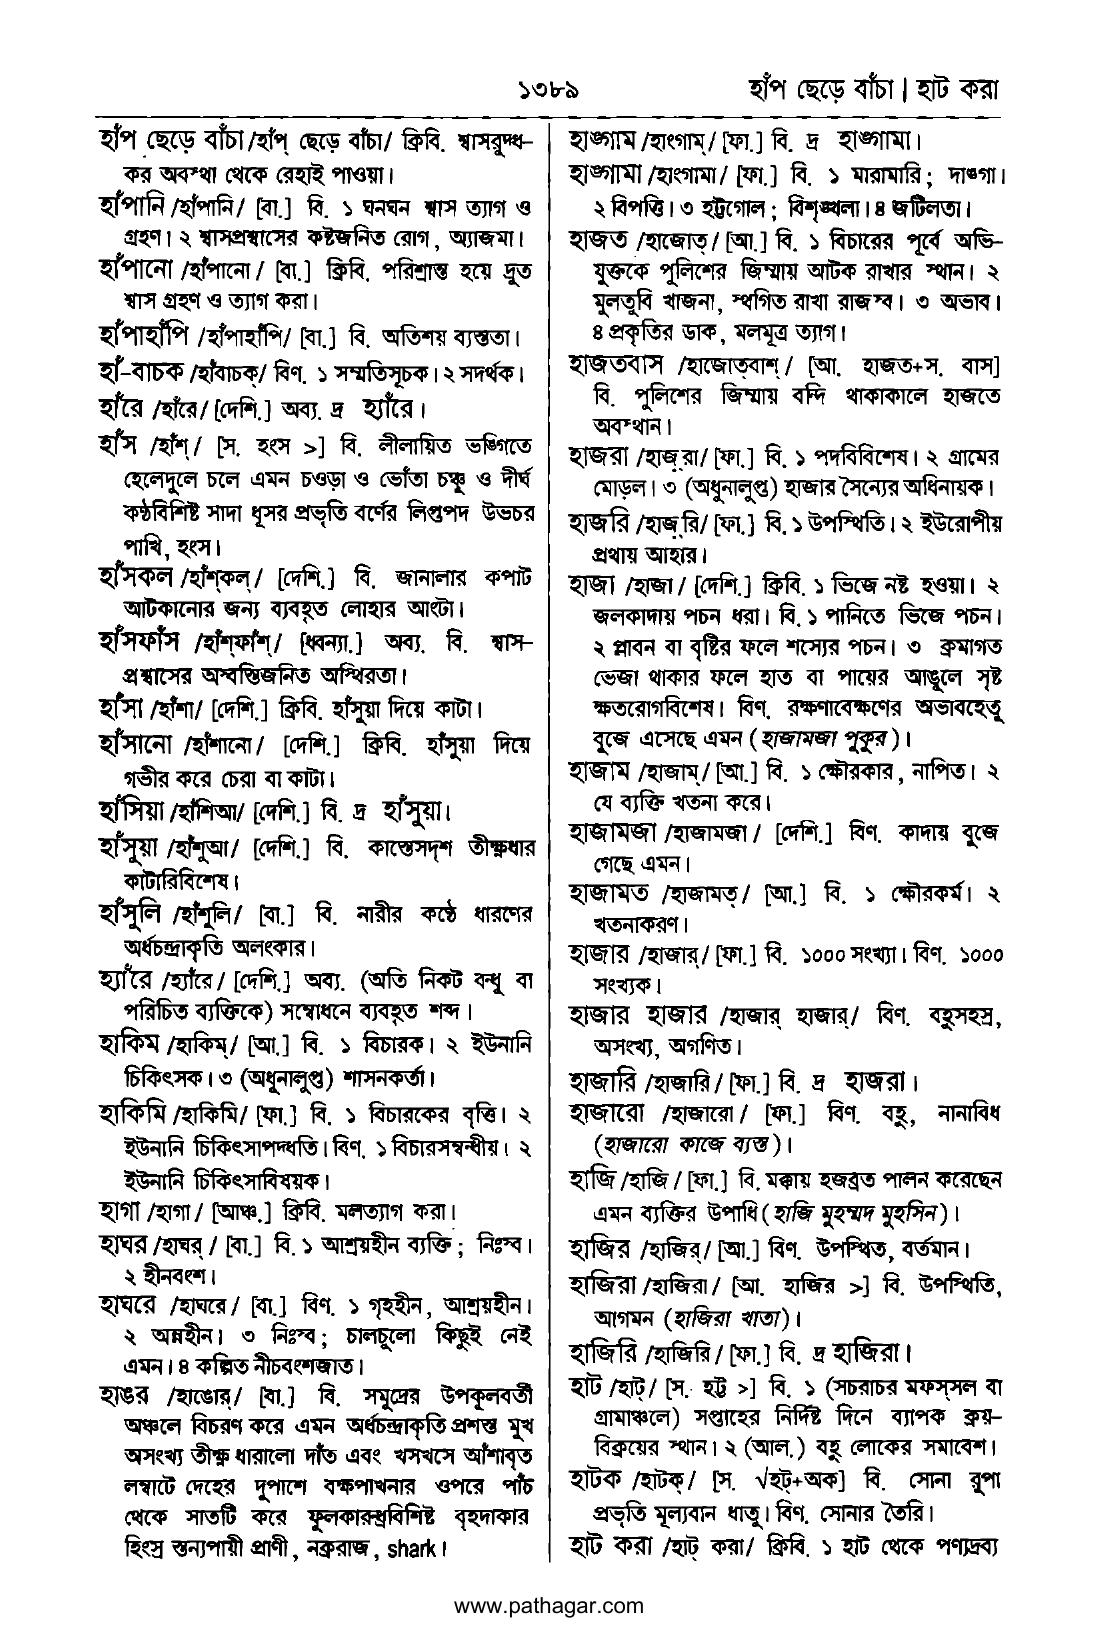 ১৩৮৯
হাঁপ ছেড়ে বাঁচা | হাট করা
হাঁপ ছেড়ে বাঁচা /হাঁপ্ ছেড়ে বাঁচা/ ক্রিবি. শ্বাসরুদ্ধ-
কর অবস্থা থেকে রেহাই পাওয়া।
হাঁপানি /হাঁপানি/ [বা.] বি. ১ ঘনঘন শ্বাস ত্যাগ ও
গ্রহণ। ২ শ্বাসপ্রশ্বাসের কষ্টজনিত রোগ, অ্যাজমা।
হাঁপানো /হাঁপানো/ [বা.] ক্রিবি. পরিশ্রান্ত হয়ে দ্রুত
শ্বাস গ্রহণ ও ত্যাগ করা।
হাঁপাহাঁপি /হাঁপাহাঁপি/ [বা.] বি. অতিশয় ব্যস্ততা।
হাঁ-বাচক /হাঁবাচক্/ বিণ. ১ সম্মতিসূচক। ২ সদর্থক।
হাঁরে /হাঁরে/ [দেশি.] অব্য. দ্র হ্যাঁরে।
হাঁস /হাঁশ্/ [স. হংস >] বি. লীলায়িত ভঙ্গিতে
হেলেদুলে চলে এমন চওড়া ও ভোঁতা চঞ্চু ও দীর্ঘ
কণ্ঠবিশিষ্ট সাদা ধূসর প্রভৃতি বর্ণের লিপ্তপদ উভচর
পাখি, হংস।
হাঁসকল /হাঁশ্‌কল্/ [দেশি.] বি. জানালার কপাট
আটকানোর জন্য ব্যবহৃত লোহার আংটা।
হাঁসফাঁস /হাঁশ্‌ফাঁশ্/ [ধ্বন্যা.] অব্য. বি. শ্বাস-
প্রশ্বাসের অস্বস্তিজনিত অস্থিরতা।
হাঁসা /হাঁশা/ [দেশি.] ক্রিবি. হাঁসুয়া দিয়ে কাটা।
হাঁসানো /হাঁশানো/ [দেশি.] ক্রিবি. হাঁসুয়া দিয়ে
গভীর করে চেরা বা কাটা।
হাঁসিয়া /হাঁশিআ/ [দেশি.] বি. দ্র হাঁসুয়া।
হাঁসুয়া /হাঁশুআ/ [দেশি.] বি. কাস্তেসদৃশ তীক্ষ্ণধার
কাটারিবিশেষ।
হাঁসুলি /হাঁশুলি/ [বা.] বি. নারীর কণ্ঠে ধারণের
অর্ধচন্দ্রাকৃতি অলংকার।
হ্যাঁরে /হ্যাঁরে/ [দেশি.] অব্য. (অতি নিকট বন্ধু বা
পরিচিত ব্যক্তিকে) সম্বোধনে ব্যবহৃত শব্দ।
হাকিম /হাকিম্/ [আ.] বি. ১ বিচারক। ২ ইউনানি
চিকিৎসক। ৩ (অধুনালুপ্ত) শাসনকর্তা।
হাকিমি /হাকিমি/ [ফা.] বি. ১ বিচারকের বৃত্তি। ২
ইউনানি চিকিৎসাপদ্ধতি। বিণ. ১ বিচারসম্বন্ধীয়। ২
ইউনানি চিকিৎসাবিষয়ক।
হাগা /হাগা/ [আঞ্চ.] ক্রিবি. মলত্যাগ করা।
হাঘর /হাঘর্/ [বা.] বি. ১ আশ্রয়হীন ব্যক্তি; নিঃস্ব।
২ হীনবংশ।
হাঘরে /হাঘরে/ [বা.] বিণ. ১ গৃহহীন, আশ্রয়হীন।
২ অন্নহীন। ৩ নিঃস্ব; চালচুলো কিছুই নেই
এমন। ৪ কল্পিত নীচবংশজাত।
হাঙর /হাঙোর্/ [বা.] বি. সমুদ্রের উপকূলবর্তী
অঞ্চলে বিচরণ করে এমন অর্ধচন্দ্রাকৃতি প্রশস্ত মুখ
অসংখ্য তীক্ষ্ণ ধারালো দাঁত এবং খসখসে আঁশাবৃত
লম্বাটে দেহের দুপাশে বক্ষপাখনার ওপরে পাঁচ
থেকে সাতটি করে ফুলকারন্ধ্রবিশিষ্ট বৃহদাকার
হিংস্র স্তন্যপায়ী প্রাণী, নক্ররাজ, shark।
হাঙ্গাম /হাংগাম্/ [ফা.] বি. দ্র হাঙ্গামা।
হাঙ্গামা /হাংগামা/ [ফা.] বি. ১ মারামারি; দাঙ্গা।
২ বিপত্তি। ৩ হট্টগোল; বিশৃঙ্খলা। ৪ জটিলতা।
হাজত /হাজোত্/ [আ.] বি. ১ বিচারের পূর্বে অভি-
যুক্তকে পুলিশের জিম্মায় আটক রাখার স্থান। ২
মুলতুবি খাজনা, স্থগিত রাখা রাজস্ব। ৩ অভাব।
৪ প্রকৃতির ডাক, মলমূত্র ত্যাগ।
হাজতবাস /হাজোত্‌বাশ্/ [আ. হাজত+স. বাস]
বি. পুলিশের জিম্মায় বন্দি থাকাকালে হাজতে
অবস্থান।
হাজরা /হাজ্‌রা/ [ফা.] বি. ১ পদবিবিশেষ। ২ গ্রামের
মোড়ল। ৩ (অধুনালুপ্ত) হাজার সৈন্যের অধিনায়ক।
হাজরি /হাজ্‌রি/ [ফা.] বি. ১ উপস্থিতি। ২ ইউরোপীয়
প্রথায় আহার।
হাজা /হাজা/ [দেশি.] ক্রিবি. ১ ভিজে নষ্ট হওয়া। ২
জলকাদায় পচন ধরা। বি. ১ পানিতে ভিজে পচন।
২ প্লাবন বা বৃষ্টির ফলে শস্যের পচন। ৩ ক্রমাগত
ভেজা থাকার ফলে হাত বা পায়ের আঙুলে সৃষ্ট
ক্ষতরোগবিশেষ। বিণ. রক্ষণাবেক্ষণের অভাবহেতু
বুজে এসেছে এমন (হাজামজা পুকুর)।
হাজাম /হাজাম্/ [আ.] বি. ১ ক্ষৌরকার, নাপিত। ২
যে ব্যক্তি খতনা করে।
হাজামজা /হাজামজা/ [দেশি.] বিণ. কাদায় বুজে
গেছে এমন।
হাজামত /হাজামত্/ [আ.] বি. ১ ক্ষৌরকর্ম। ২
খতনাকরণ।
হাজার /হাজার্/ [ফা.] বি. ১০০০ সংখ্যা। বিণ. ১০০০
সংখ্যক।
হাজার হাজার /হাজার্ হাজার্/ বিণ. বহুসহস্র,
অসংখ্য, অগণিত।
হাজারি /হাজারি/ [ফা.] বি. দ্র হাজরা।
হাজারো /হাজারো/ [ফা.] বিণ. বহু, নানাবিধ
(হাজারো কাজে ব্যস্ত)।
হাজি /হাজি/ [ফা.] বি. মক্কায় হজব্রত পালন করেছেন
এমন ব্যক্তির উপাধি (হাজি মুহম্মদ মুহসিন)।
হাজির /হাজির্/ [আ.] বিণ. উপস্থিত, বর্তমান।
হাজিরা /হাজিরা/ [আ. হাজির >] বি. উপস্থিতি,
আগমন (হাজিরা খাতা)।
হাজিরি /হাজিরি/ [ফা.] বি. দ্র হাজিরা।
হাট /হাট্/ [স. হট্ট >] বি. ১ (সচরাচর মফস্সল বা
গ্রামাঞ্চলে) সপ্তাহের নির্দিষ্ট দিনে ব্যাপক ক্রয়-
বিক্রয়ের স্থান। ২ (আল.) বহু লোকের সমাবেশ।
হাটক /হাটক্/ [স. √হট্+অক] বি. সোনা রুপা
প্রভৃতি মূল্যবান ধাতু। বিণ. সোনার তৈরি।
হাট করা /হাট্ করা/ ক্রিবি. ১ হাট থেকে পণ্যদ্রব্য
www.pathagar.com